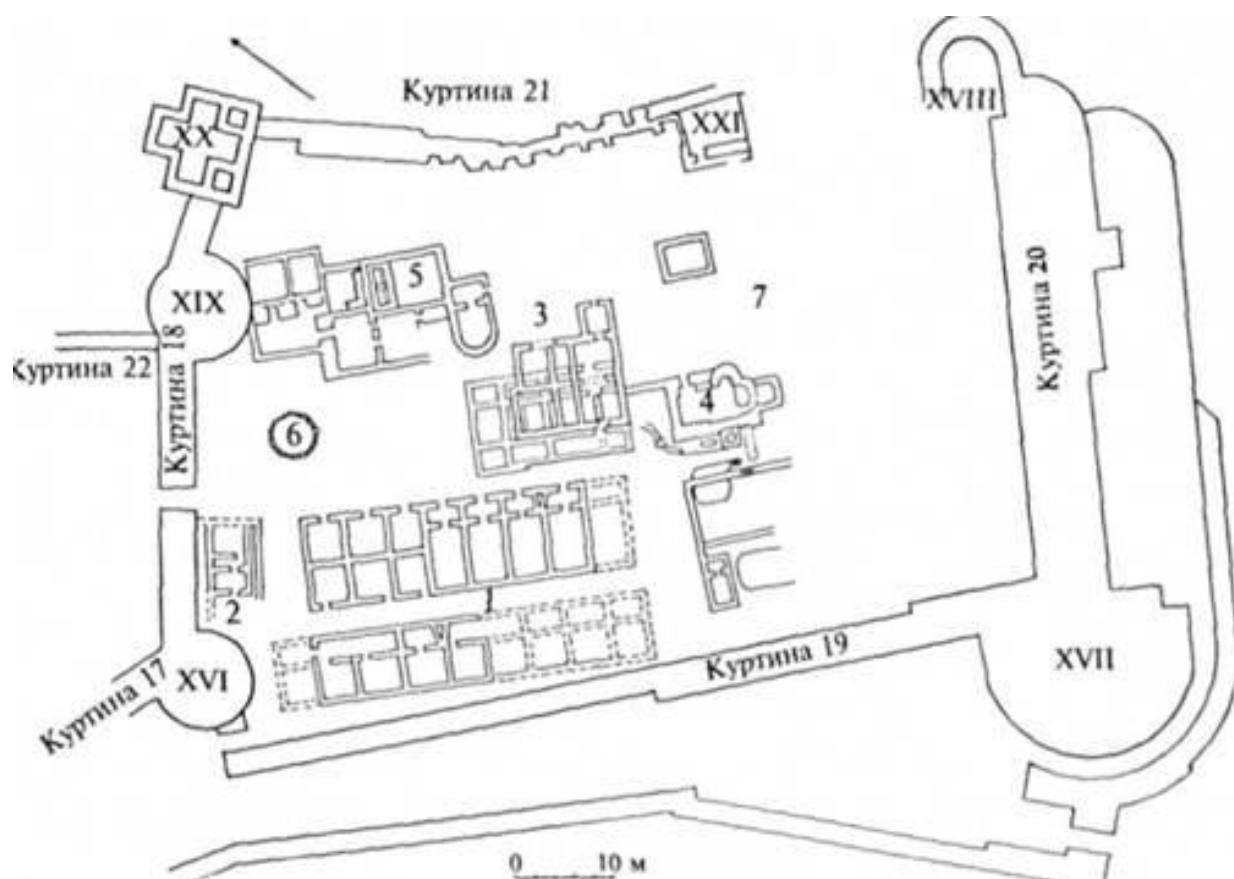 Куртина 21
XX
XXI
XVIII
XIX
5
3
7
Куртина 20
Куртина 22
Куртина 18
4
6
2
1
Куртина 19
XVII
XVI
Куртина 17
0 10 м